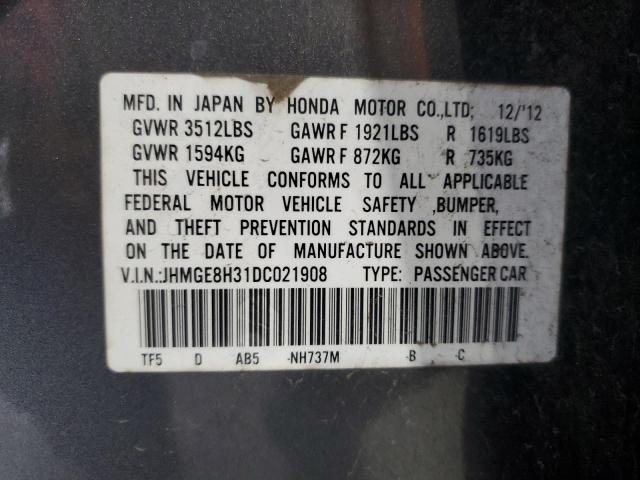 MFD. IN JAPAN BY HONDA MOTOR CO.,LTD; 12/'12
GVWR 3512LBS GAWR F 1921LBS R 1619LBS
GVWR 1594KG GAWR F 872KG R 735KG
THIS VEHICLE CONFORMS TO ALL APPLICABLE
FEDERAL MOTOR VEHICLE SAFETY ,BUMPER,
AND THEFT PREVENTION STANDARDS IN EFFECT
ON THE DATE OF MANUFACTURE SHOWN ABOVE.
V.I.N.:JHMGE8H31DC021908 TYPE: PASSENGER CAR
TF5 D AB5 -NH737M -B -C